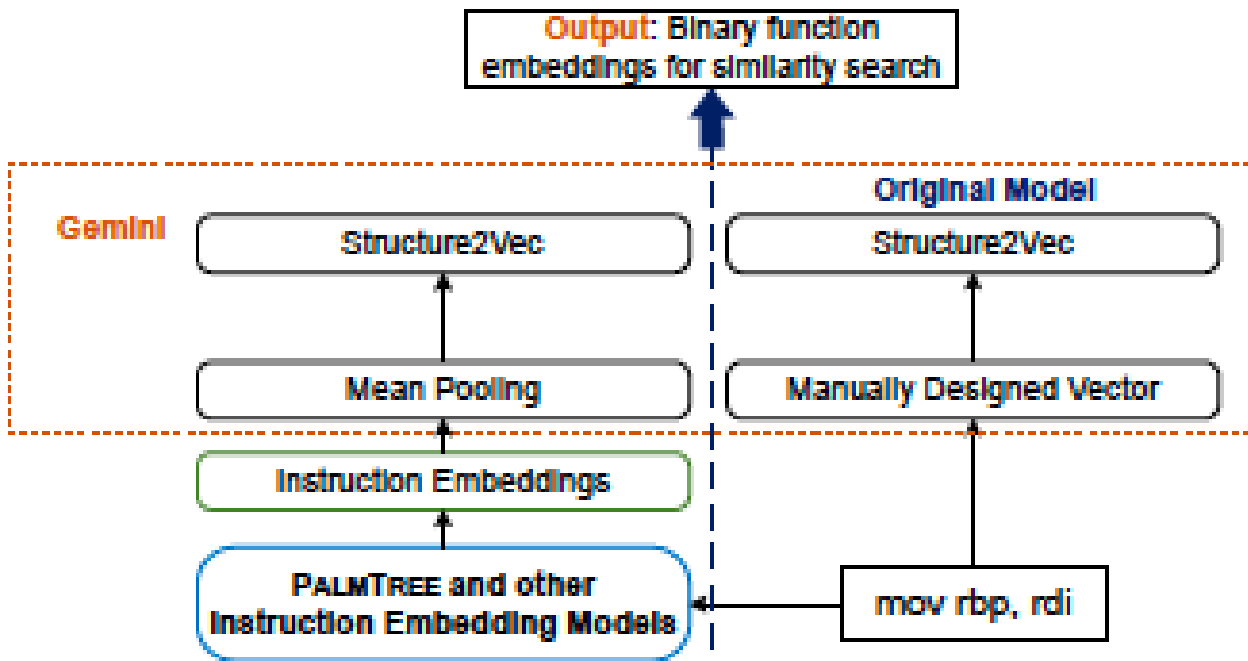 Output: Binary function
embeddings for similarity search
Original Model
Gemini
Structure2Vec
Structure2Vec
Mean Pooling
Manually Designed Vector
Instruction Embeddings
PALMTREE and other
Instruction Embedding Models
mov rbp, rdi